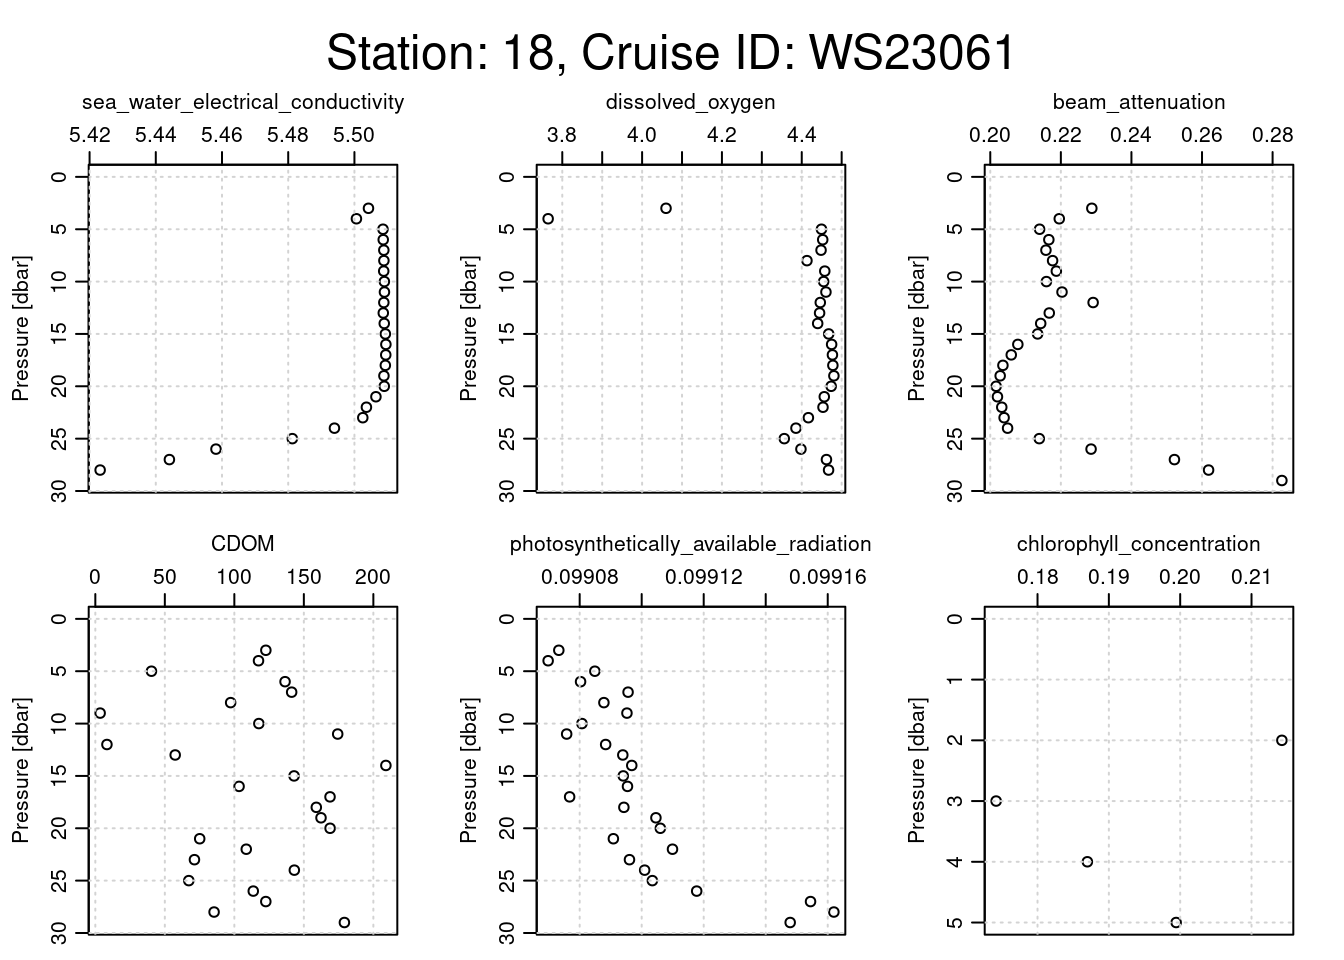 Station: 18, Cruise ID: WS23061
sea_water_electrical_conductivity
5.42 5.44 5.46 5.48 5.50
Pressure [dbar]
0
5
10
15
20
25
30
dissolved_oxygen
3.8 4.0 4.2 4.4
Pressure [dbar]
0
5
10
15
20
25
30
beam_attenuation
0.20 0.22 0.24 0.26 0.28
Pressure [dbar]
0
5
10
15
20
25
30
CDOM
0 50 100 150 200
Pressure [dbar]
0
5
10
15
20
25
30
photosynthetically_available_radiation
0.09908 0.09912 0.09916
Pressure [dbar]
0
5
10
15
20
25
30
chlorophyll_concentration
0.18 0.19 0.20 0.21
Pressure [dbar]
0
1
2
3
4
5